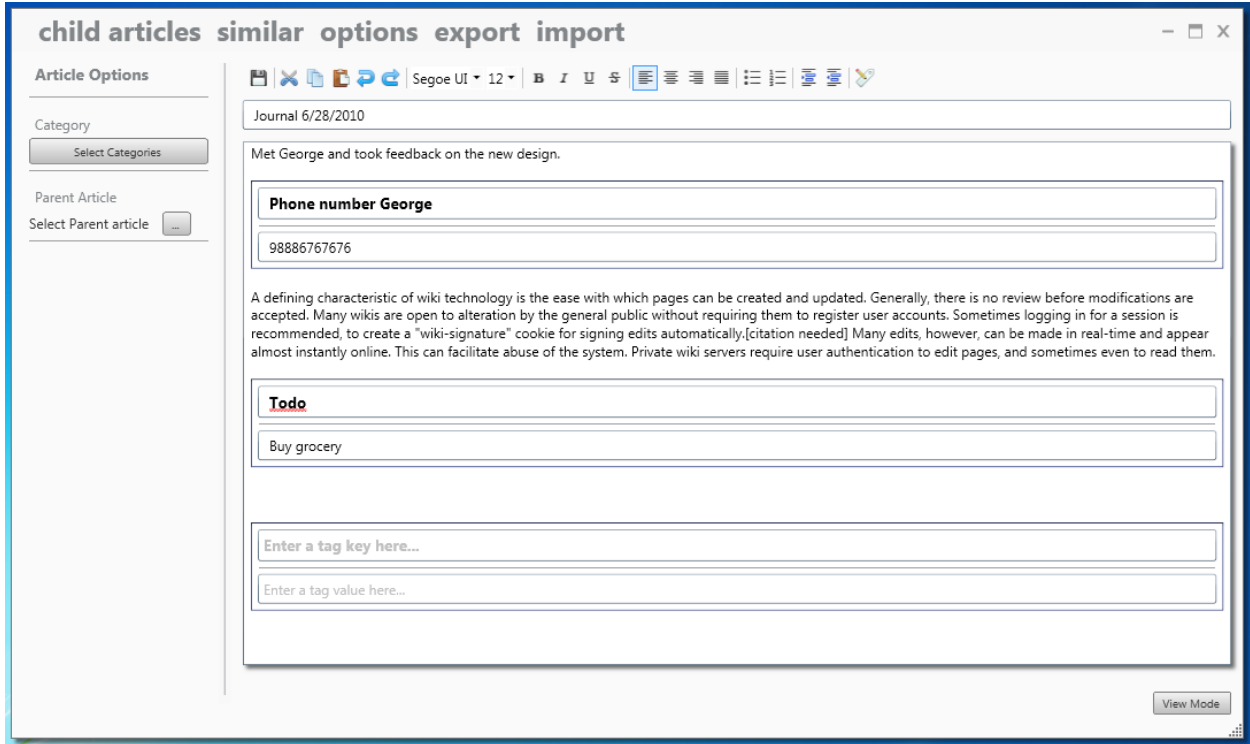 child articles similar options export import
Article Options
Category
Select Categories
Parent Article
Select Parent article ...
Segoe UI 12 B I U S
Journal 6/28/2010
Met George and took feedback on the new design.
Phone number George
98886767676
A defining characteristic of wiki technology is the ease with which pages can be created and updated. Generally, there is no review before modifications are
accepted. Many wikis are open to alteration by the general public without requiring them to register user accounts. Sometimes logging in for a session is
recommended, to create a "wiki-signature" cookie for signing edits automatically.[citation needed] Many edits, however, can be made in real-time and appear
almost instantly online. This can facilitate abuse of the system. Private wiki servers require user authentication to edit pages, and sometimes even to read them.
Todo
Buy grocery
Enter a tag key here...
Enter a tag value here...
View Mode